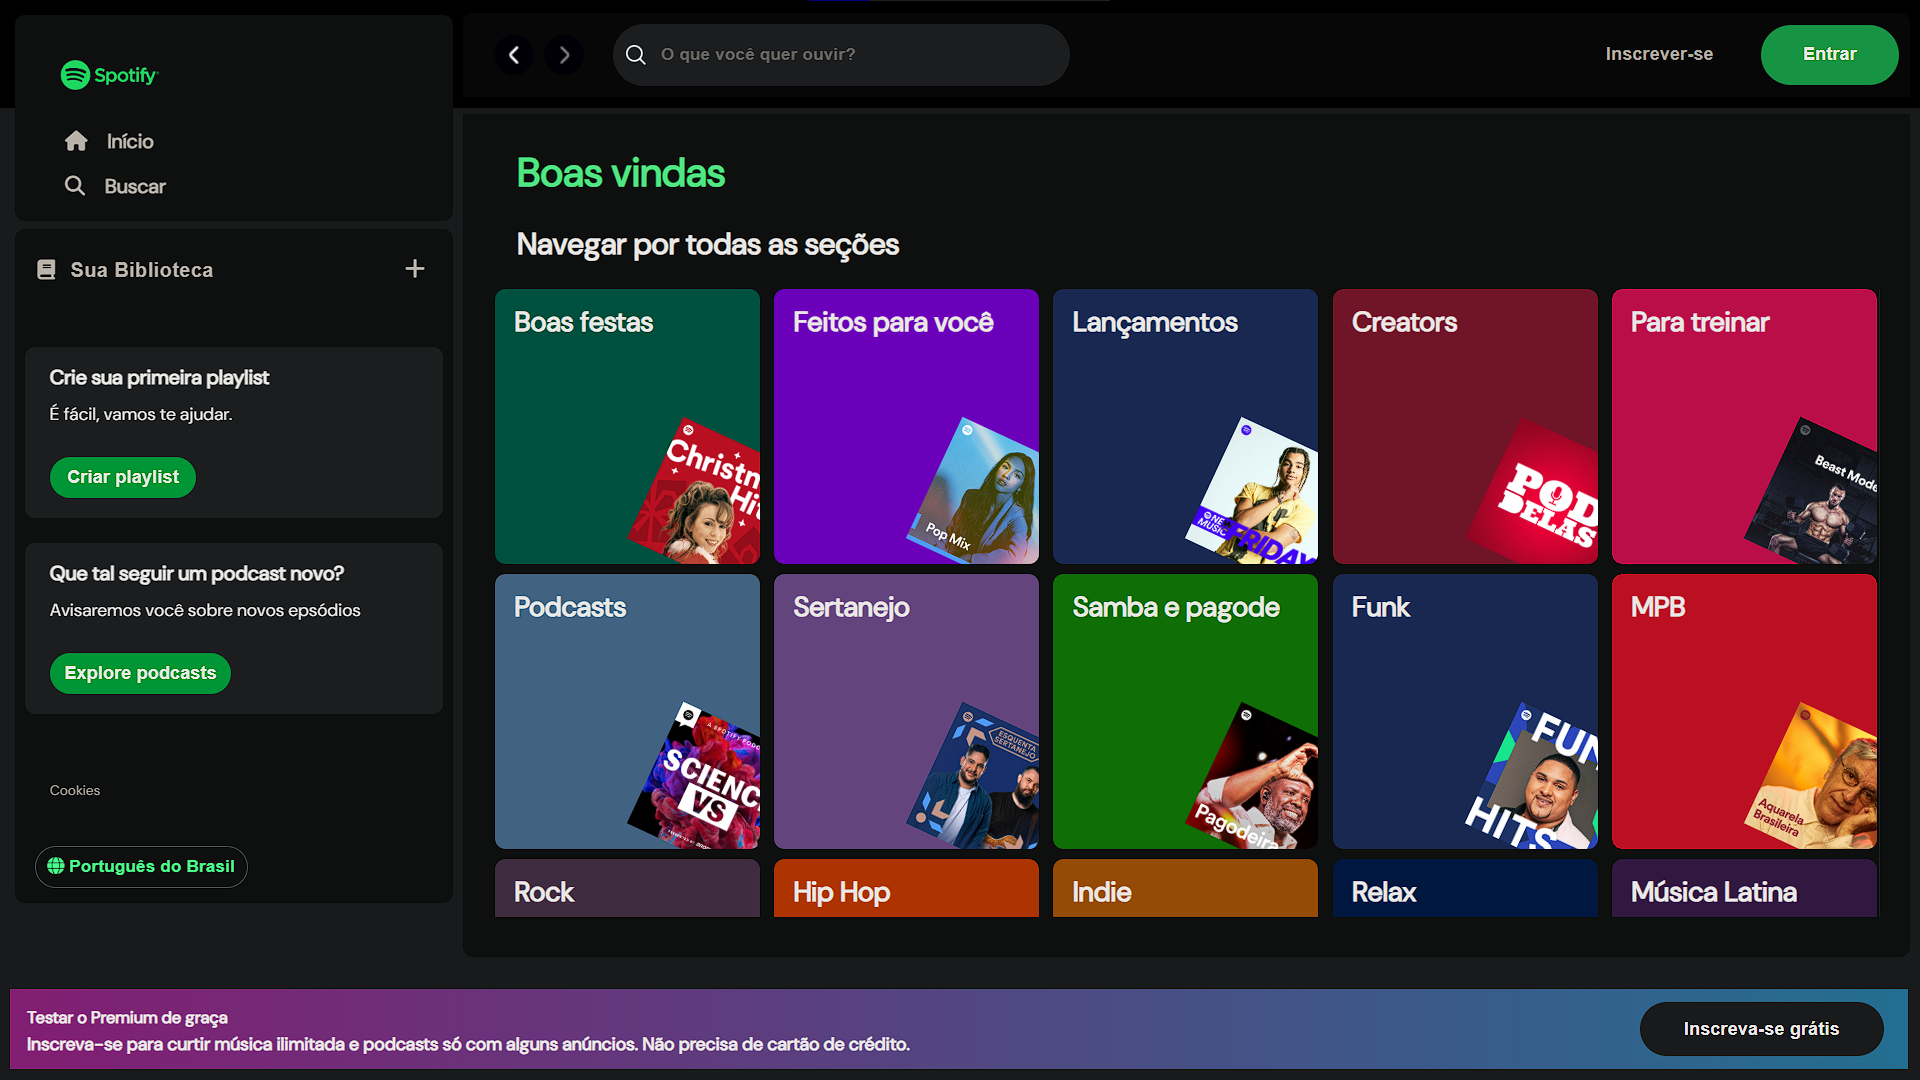 Spotify
Início
Buscar
Sua Biblioteca
Crie sua primeira playlist
É fácil, vamos te ajudar.
Criar playlist
Que tal seguir um podcast novo?
Avisaremos você sobre novos epsódios
Explore podcasts
Cookies
Português do Brasil
O que você quer ouvir?
Inscrever-se
Entrar
Boas vindas
Navegar por todas as seções
Boas festas
Christm
Hit
Feitos para você
Pop Mix
Lançamentos
NE
MUSIC
FRIDAY
Creators
POD
DELAS
Para treinar
Beast Mode
Podcasts
A SPOTIFY PODC
SCIENC
VS
Sertanejo
ESQUENTA
SERTANEJO
Samba e pagode
Pagodeira
Funk
FUN
HITS
MPB
Aquarela
Brasileira
Rock
Hip Hop
Indie
Relax
Música Latina
Testar o Premium de graça
Inscreva-se para curtir música ilimitada e podcasts só com alguns anúncios. Não precisa de cartão de crédito.
Inscreva-se grátis